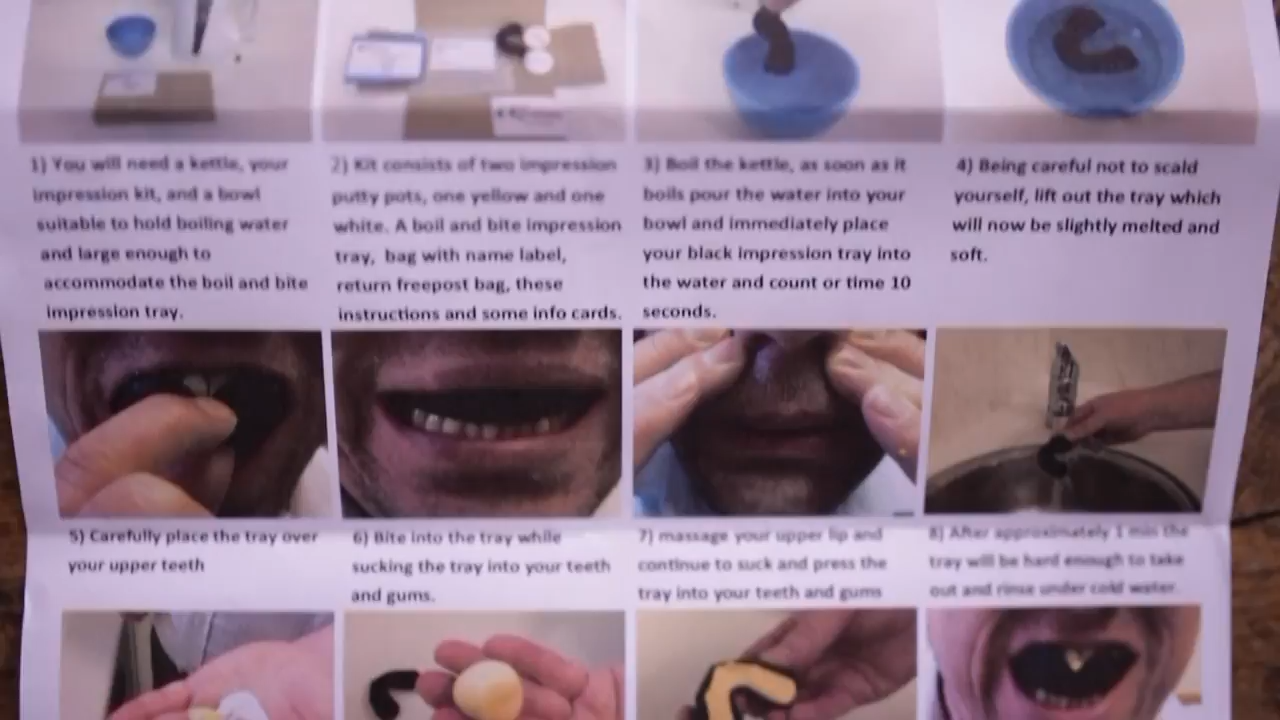 1) You will need a kettle, your
impression kit, and a bowl
suitable to hold boiling water
and large enough to
accommodate the boil and bite
impression tray.
2) Kit consists of two impression
putty pots, one yellow and one
white. A boil and bite impression
tray, bag with name label,
return freepost bag, these
instructions and some info cards.
3) Boil the kettle, as soon as it
boils pour the water into your
bowl and immediately place
your black impression tray into
the water and count or time 10
seconds.
4) Being careful not to scald
yourself, lift out the tray which
will now be slightly melted and
soft.
5) Carefully place the tray over
your upper teeth
6) Bite into the tray while
sucking the tray into your teeth
and gums.
7) massage your upper lip and
continue to suck and press the
tray into your teeth and gums
8) After approximately 1 min the
tray will be hard enough to take
out and rinse under cold water.